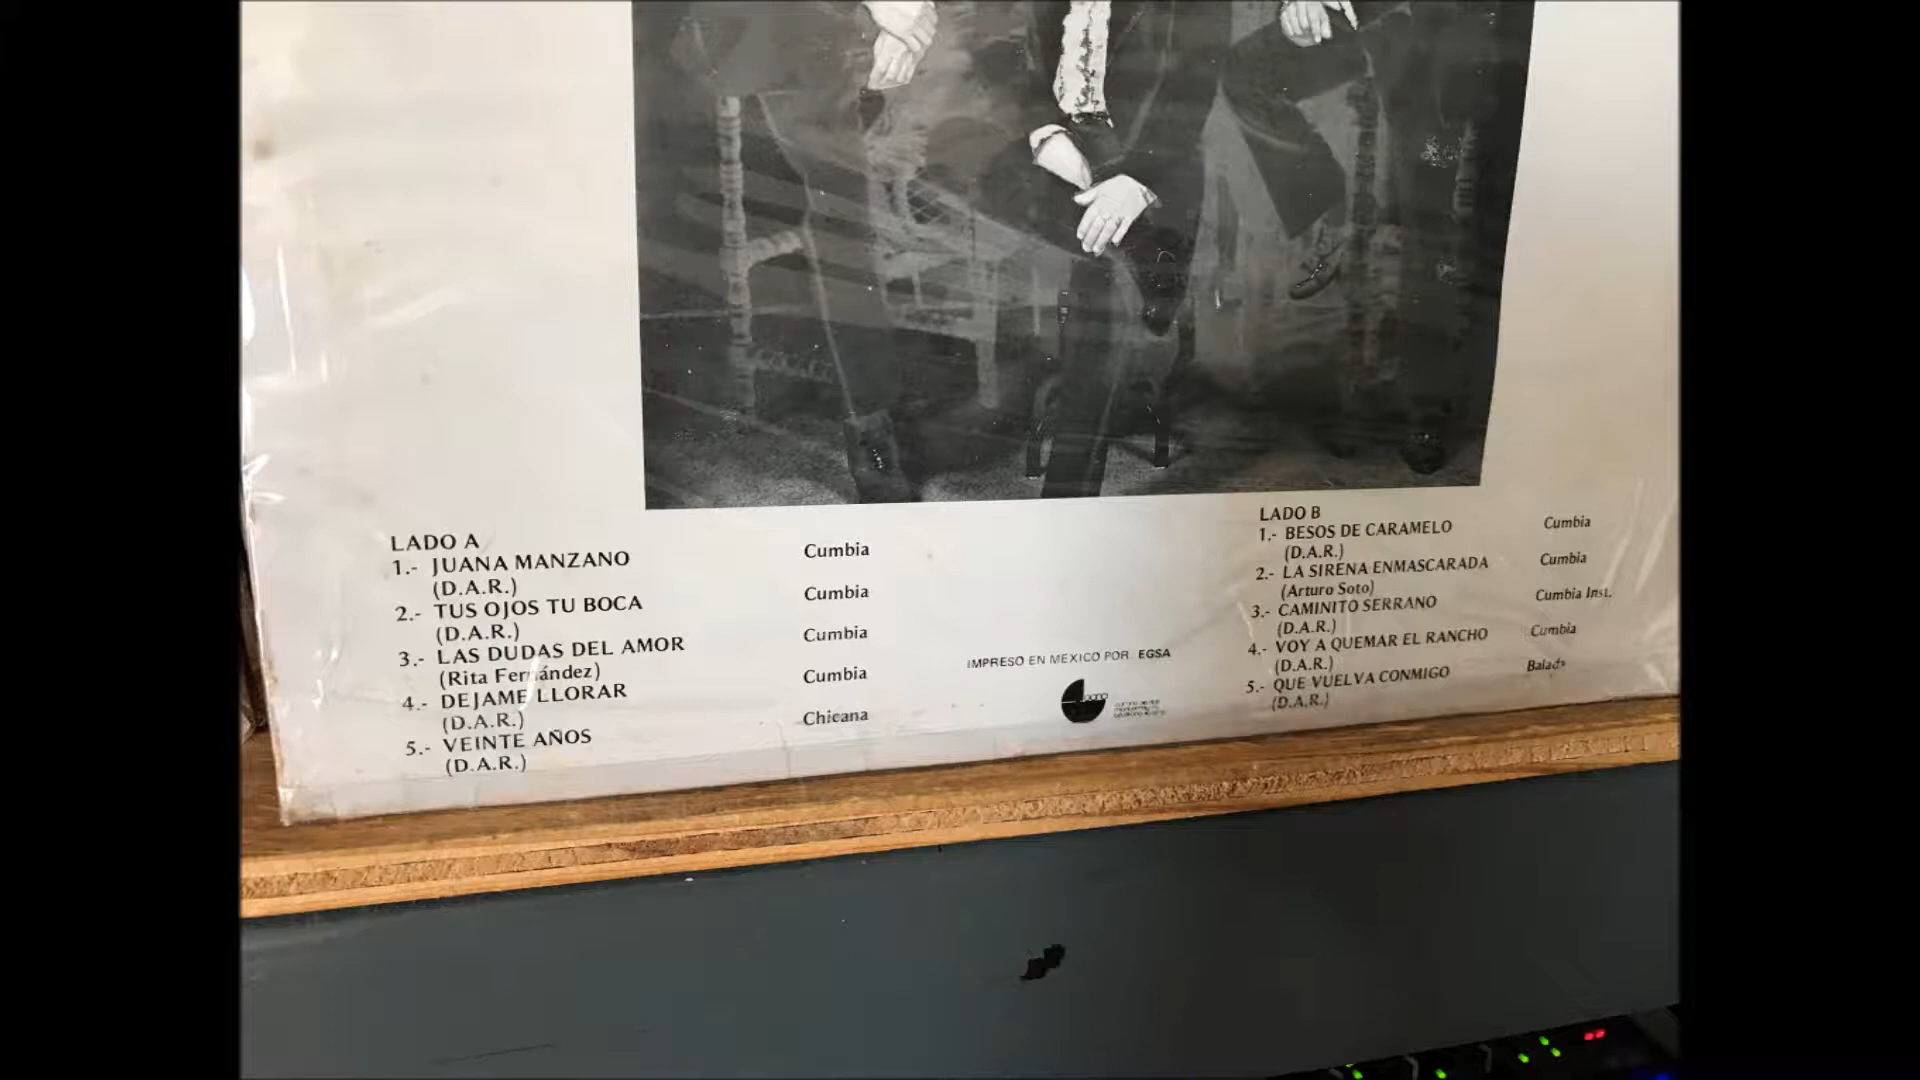 LADO A
1.- JUANA MANZANO Cumbia
(D.A.R.)
2.- TUS OJOS TU BOCA Cumbia
(D.A.R.)
3.- LAS DUDAS DEL AMOR Cumbia
(Rita Fernández)
4.- DEJAME LLORAR Cumbia
(D.A.R.)
5.- VEINTE AÑOS Chicana
(D.A.R.)
IMPRESO EN MEXICO POR: EGSA
LADO B
1.- BESOS DE CARAMELO Cumbia
(D.A.R.)
2.- LA SIRENA ENMASCARADA Cumbia
(Arturo Soto)
3.- CAMINITO SERRANO Cumbia Inst.
(D.A.R.)
4.- VOY A QUEMAR EL RANCHO Cumbia
(D.A.R.)
5.- QUE VUELVA CONMIGO Balada
(D.A.R.)